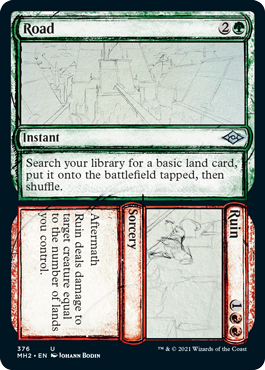 Road 2
Instant
Search your library for a basic land card,
put it onto the battlefield tapped, then
shuffle.
Ruin 1
Sorcery
Aftermath
Ruin deals damage to
target creature equal
to the number of lands
you control.
376 U
MH2 • EN Johann Bodin
™ & © 2021 Wizards of the Coast